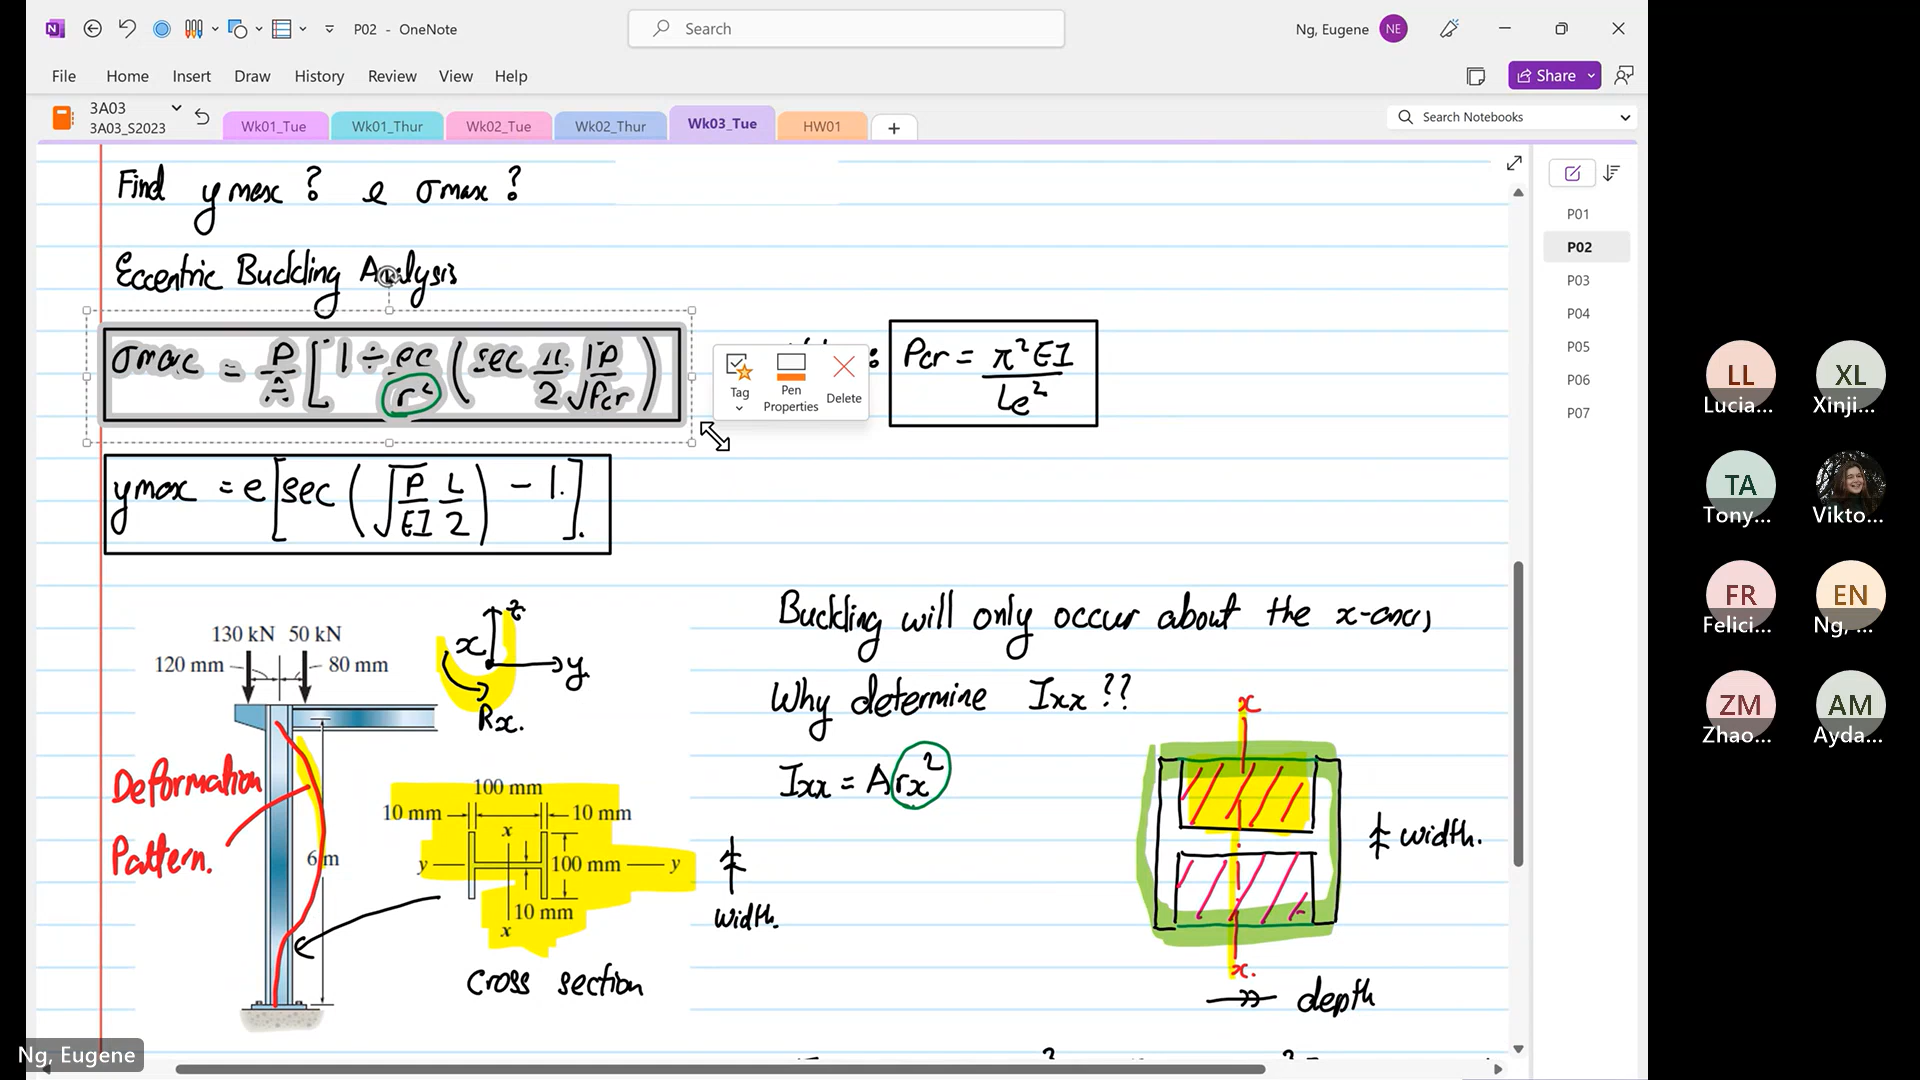 P02 - OneNote
Search
Ng, Eugene
NE
File Home Insert Draw History Review View Help
Share
3A03
3A03_S2023
Wk01_Tue
Wk01_Thur
Wk02_Tue
Wk02_Thur
Wk03_Tue
HW01
+
Search Notebooks
Find ymax? e σmax?
Eccentric Buckling Analysis
σmax = P/A [1 + ec/r² (sec π/2 √P/Pcr)
:
Pcr = π²EI / Le²
Tag
Pen Properties
Delete
ymax = e[sec(√P/EI L/2) - 1.].
Buckling will only occur about the x-axis,
Why determine Ixx??
Ixx = Arx²
130 kN 50 kN
120 mm
80 mm
z
x
y.
Rx.
Deformation Pattern.
6 m
100 mm
10 mm
10 mm
x
y
100 mm
y
10 mm
x
width.
Cross section
x
width.
x.
depth
P01
P02
P03
P04
P05
P06
P07
LL
Lucia...
XL
Xinji...
TA
Tony...
Vikto...
FR
Felici...
EN
Ng, ...
ZM
Zhao...
AM
Ayda...
Ng, Eugene